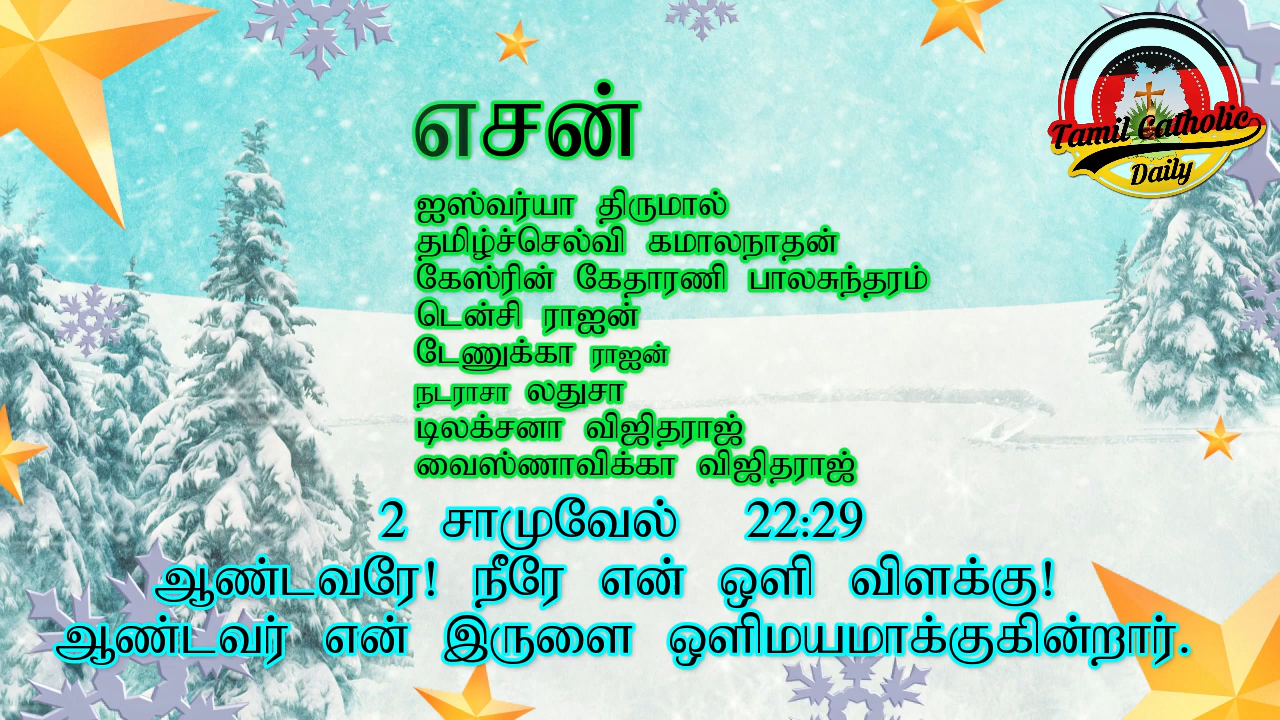 எசன்
Tamil Catholic
Daily
ஐஸ்வர்யா திருமால்
தமிழ்ச்செல்வி கமாலநாதன்
கேஸ்ரின் கேதாரணி பாலசுந்தரம்
டென்சி ராஜன்
டேணுக்கா ராஜன்
நடராசா லதுசா
டிலக்சனா விஜிதராஜ்
வைஸ்ணாவிக்கா விஜிதராஜ்
2 சாமுவேல் 22:29
ஆண்டவரே! நீரே என் ஒளி விளக்கு!
ஆண்டவர் என் இருளை ஒளிமயமாக்குகின்றார்.